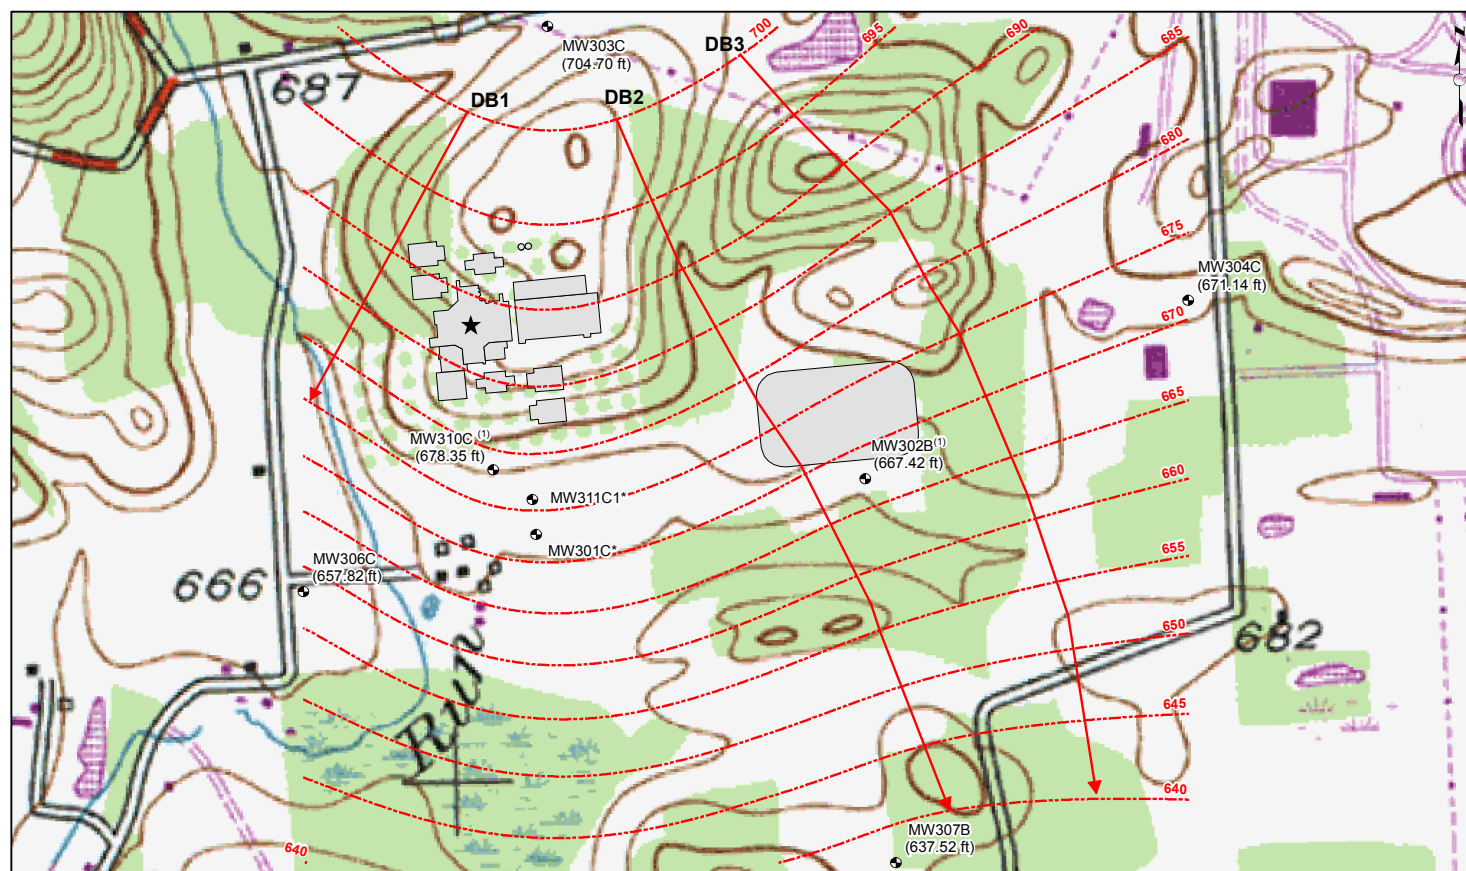 MW303C
(704.70 ft)
700
695
690
685
DB3
687
DB1
DB2
680
675
MW304C
(671.14 ft)
670
665
MW310C (1)
(678.35 ft)
MW302B(1)
(667.42 ft)
660
MW311C1*
MW301C*
655
MW306C
(657.82 ft)
666
650
682
Run
645
640
MW307B
(637.52 ft)
640